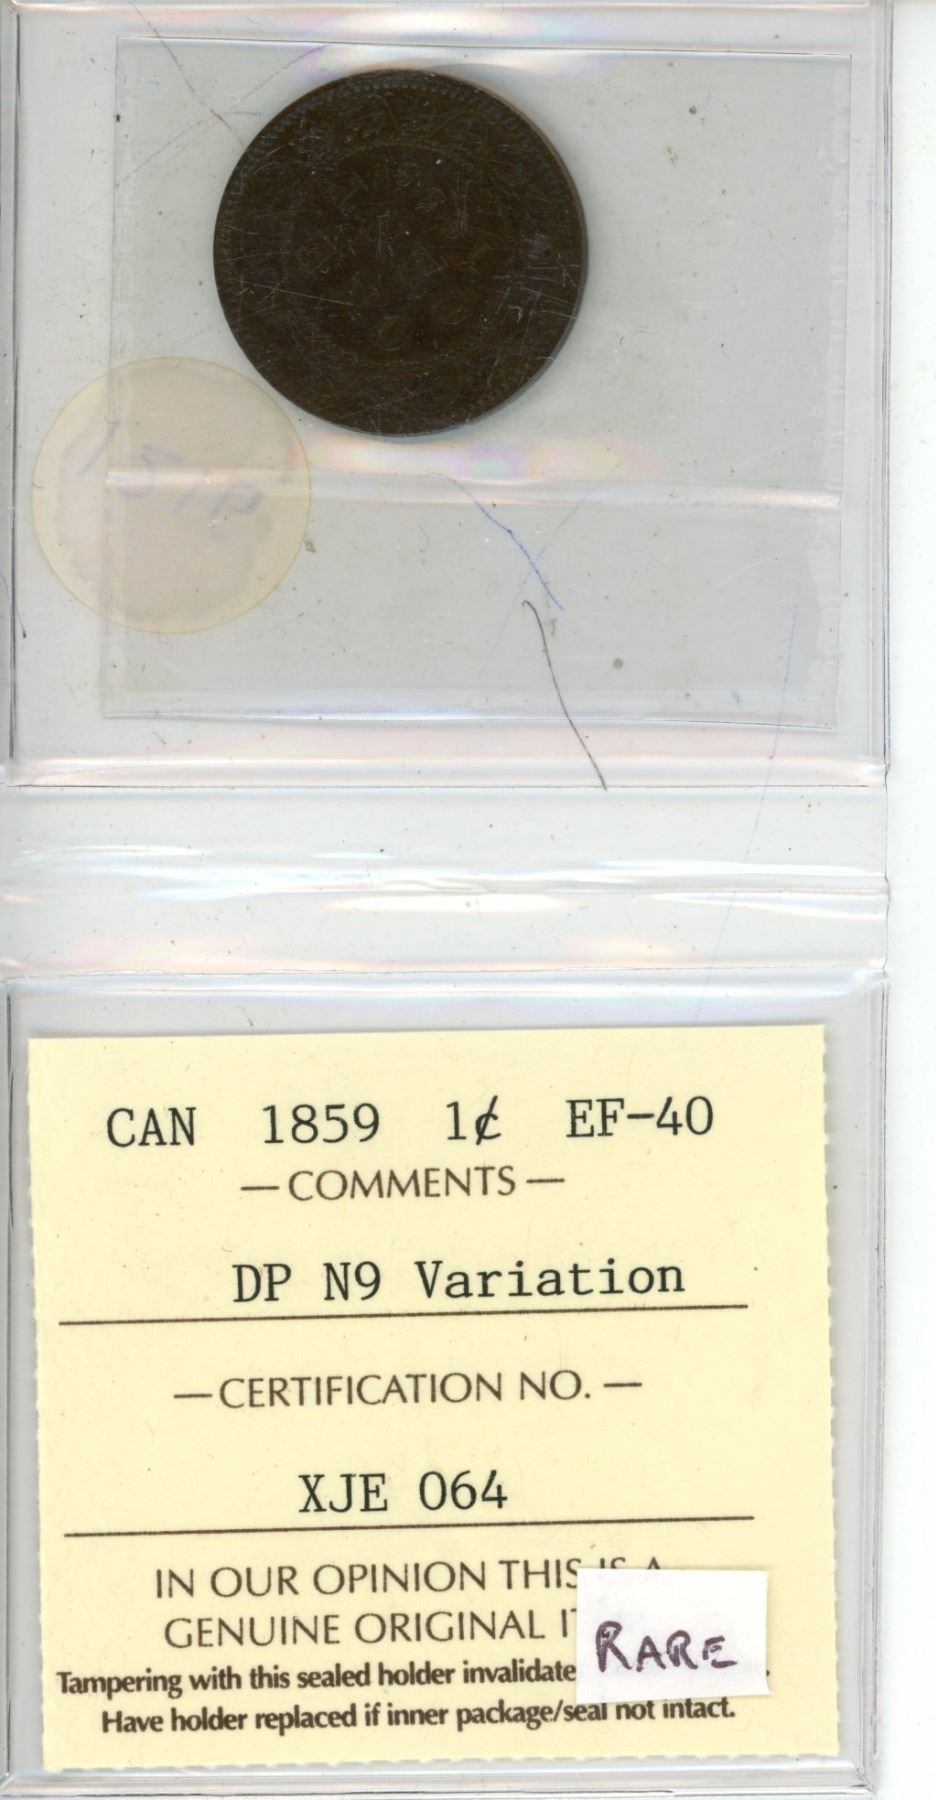 CAN 1859 1¢ EF-40
— COMMENTS —
DP N9 Variation
— CERTIFICATION NO. —
XJE 064
IN OUR OPINION THIS IS A
GENUINE ORIGINAL
Tampering with this sealed holder
Have holder replaced if inner package/seal not intact.
RARE